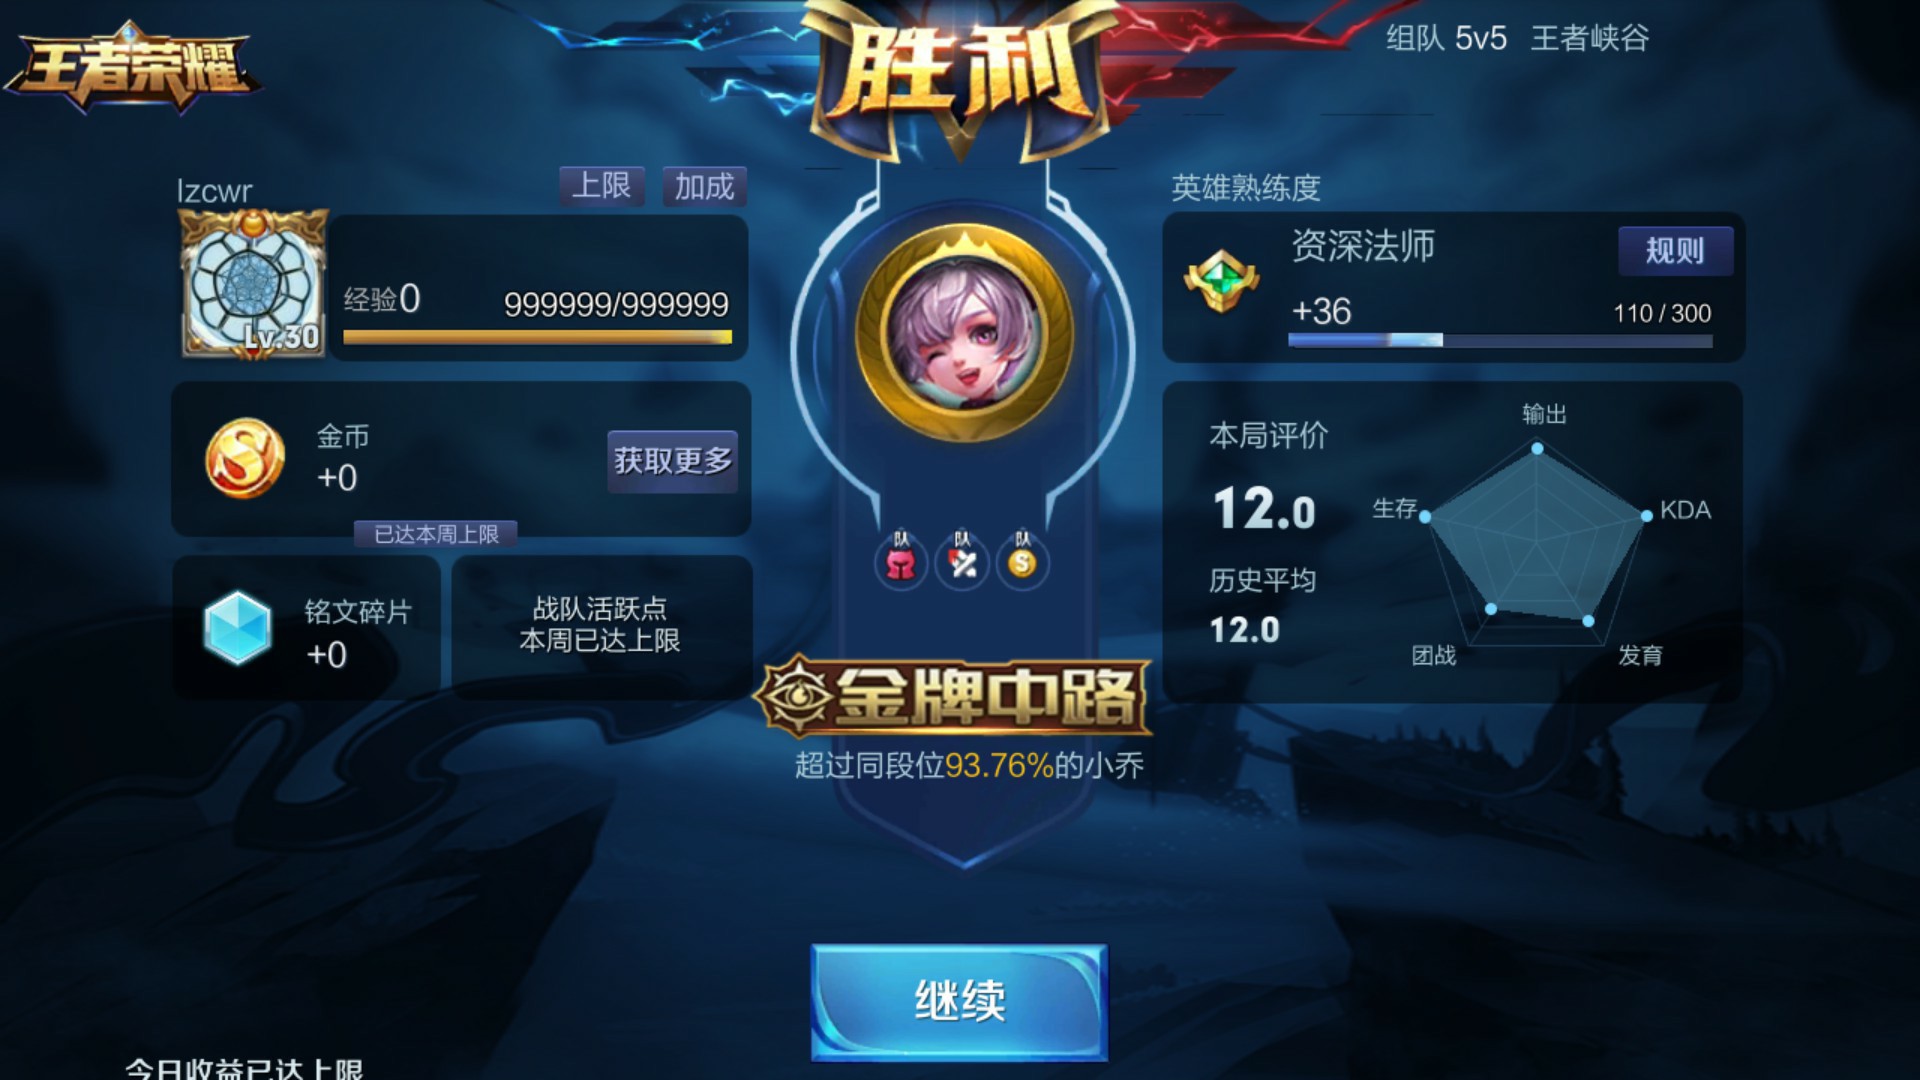 王者荣耀
胜利
组队 5v5 王者峡谷
lzcwr
上限
加成
Lv.30
经验0
999999/999999
金币
+0
获取更多
已达本周上限
铭文碎片
+0
战队活跃点
本周已达上限
队
队
队
金牌中路
超过同段位93.76%的小乔
英雄熟练度
资深法师
规则
+36
110 / 300
本局评价
12.0
历史平均
12.0
输出
生存
KDA
团战
发育
继续
今日收益已达上限